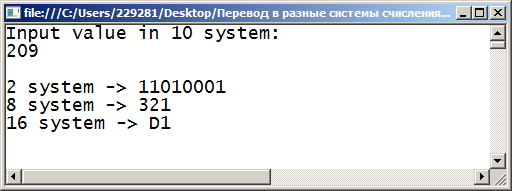 file:///C:/Users/229281/Desktop/Перевод в разные системы счисления...
Input value in 10 system:
209
2 system -> 11010001
8 system -> 321
16 system -> D1